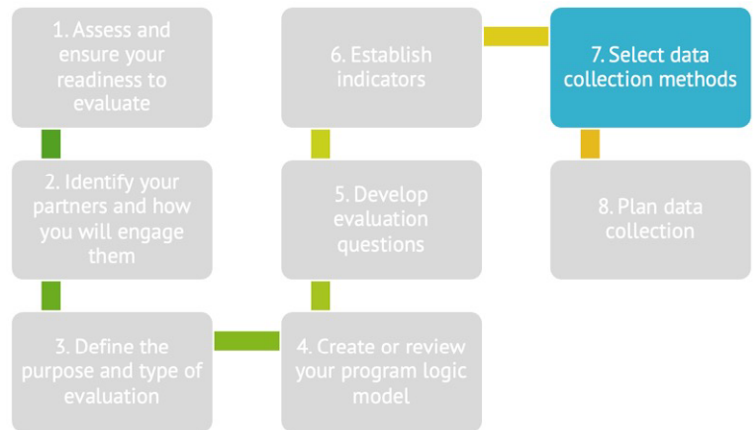 1. Assess and
ensure your
readiness to
evaluate
2. Identify your
partners and how
you will engage
them
3. Define the
purpose and type of
evaluation
4. Create or review
your program logic
model
5. Develop
evaluation
questions
6. Establish
indicators
7. Select data
collection methods
8. Plan data
collection